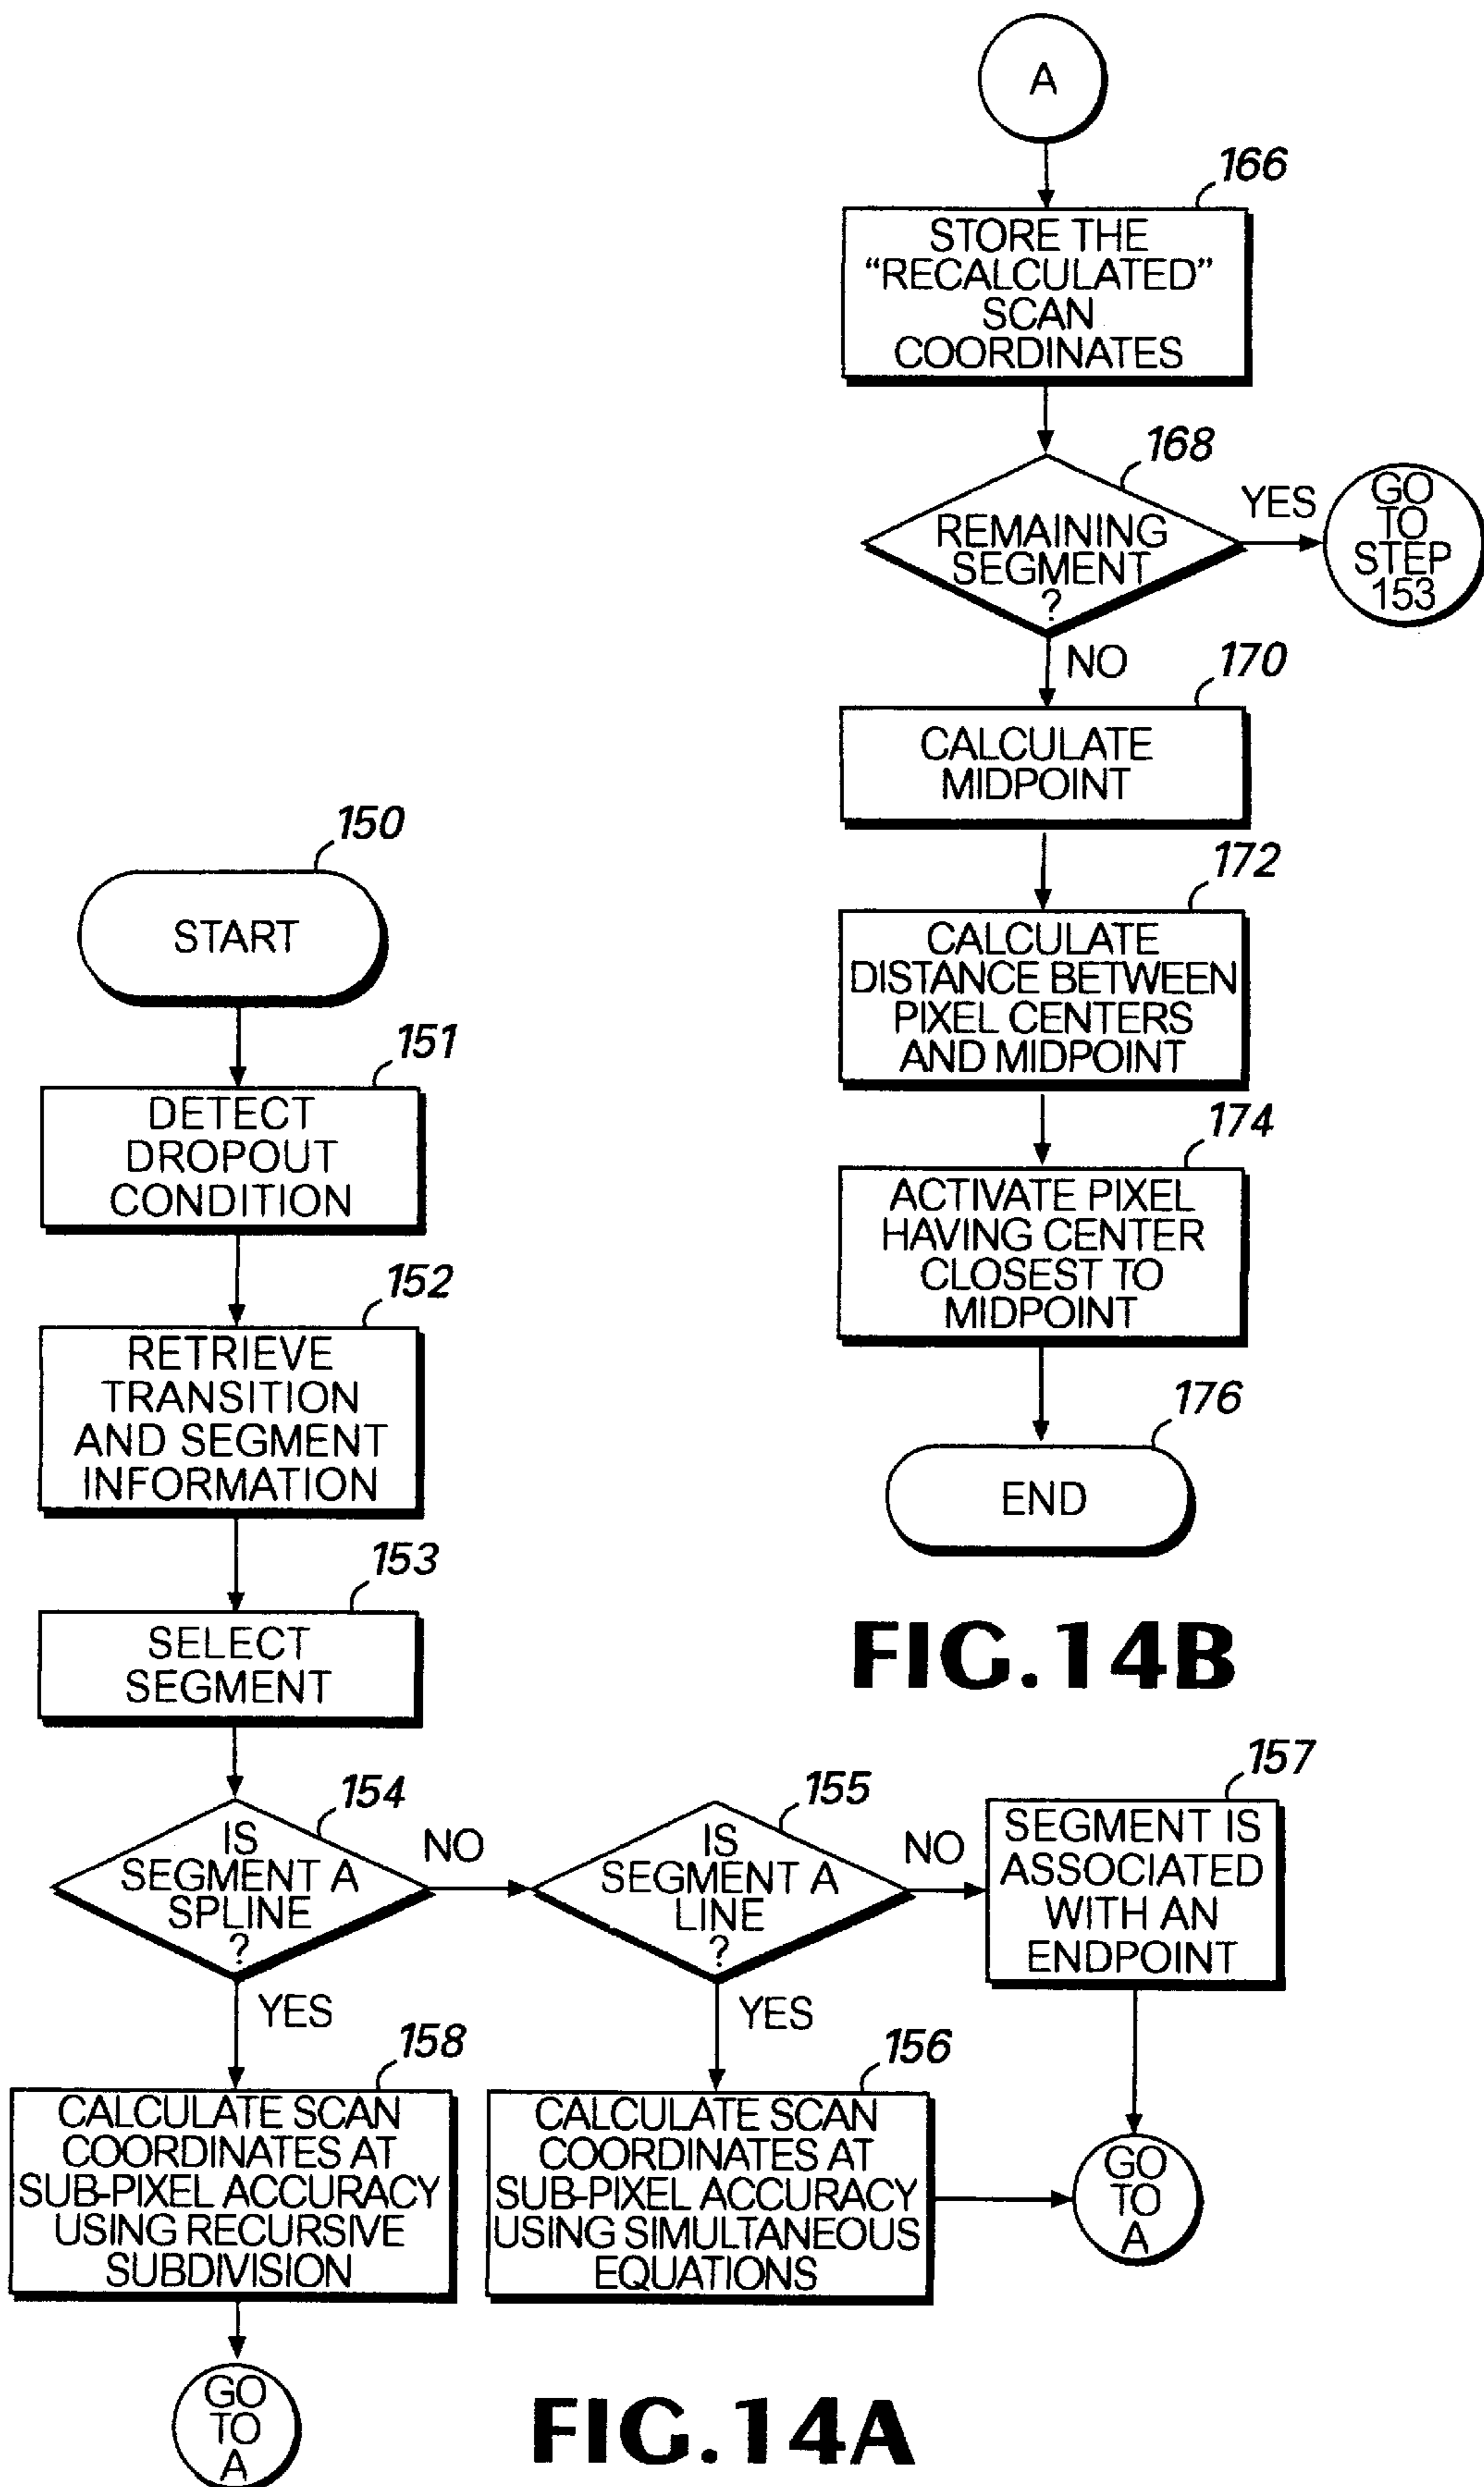 150
START
151
DETECT
DROPOUT
CONDITION
152
RETRIEVE
TRANSITION
AND SEGMENT
INFORMATION
153
SELECT
SEGMENT
154
IS
SEGMENT A
SPLINE
?
NO
YES
155
IS
SEGMENT A
LINE
?
NO
YES
157
SEGMENT IS
ASSOCIATED
WITH AN
ENDPOINT
158
CALCULATE SCAN
COORDINATES AT
SUB-PIXEL ACCURACY
USING RECURSIVE
SUBDIVISION
156
CALCULATE SCAN
COORDINATES AT
SUB-PIXEL ACCURACY
USING SIMULTANEOUS
EQUATIONS
GO
TO
A
GO
TO
A
FIG.14A
A
166
STORE THE
“RECALCULATED”
SCAN
COORDINATES
168
REMAINING
SEGMENT
?
YES
GO
TO
STEP
153
NO
170
CALCULATE
MIDPOINT
172
CALCULATE
DISTANCE BETWEEN
PIXEL CENTERS
AND MIDPOINT
174
ACTIVATE PIXEL
HAVING CENTER
CLOSEST TO
MIDPOINT
176
END
FIG.14B